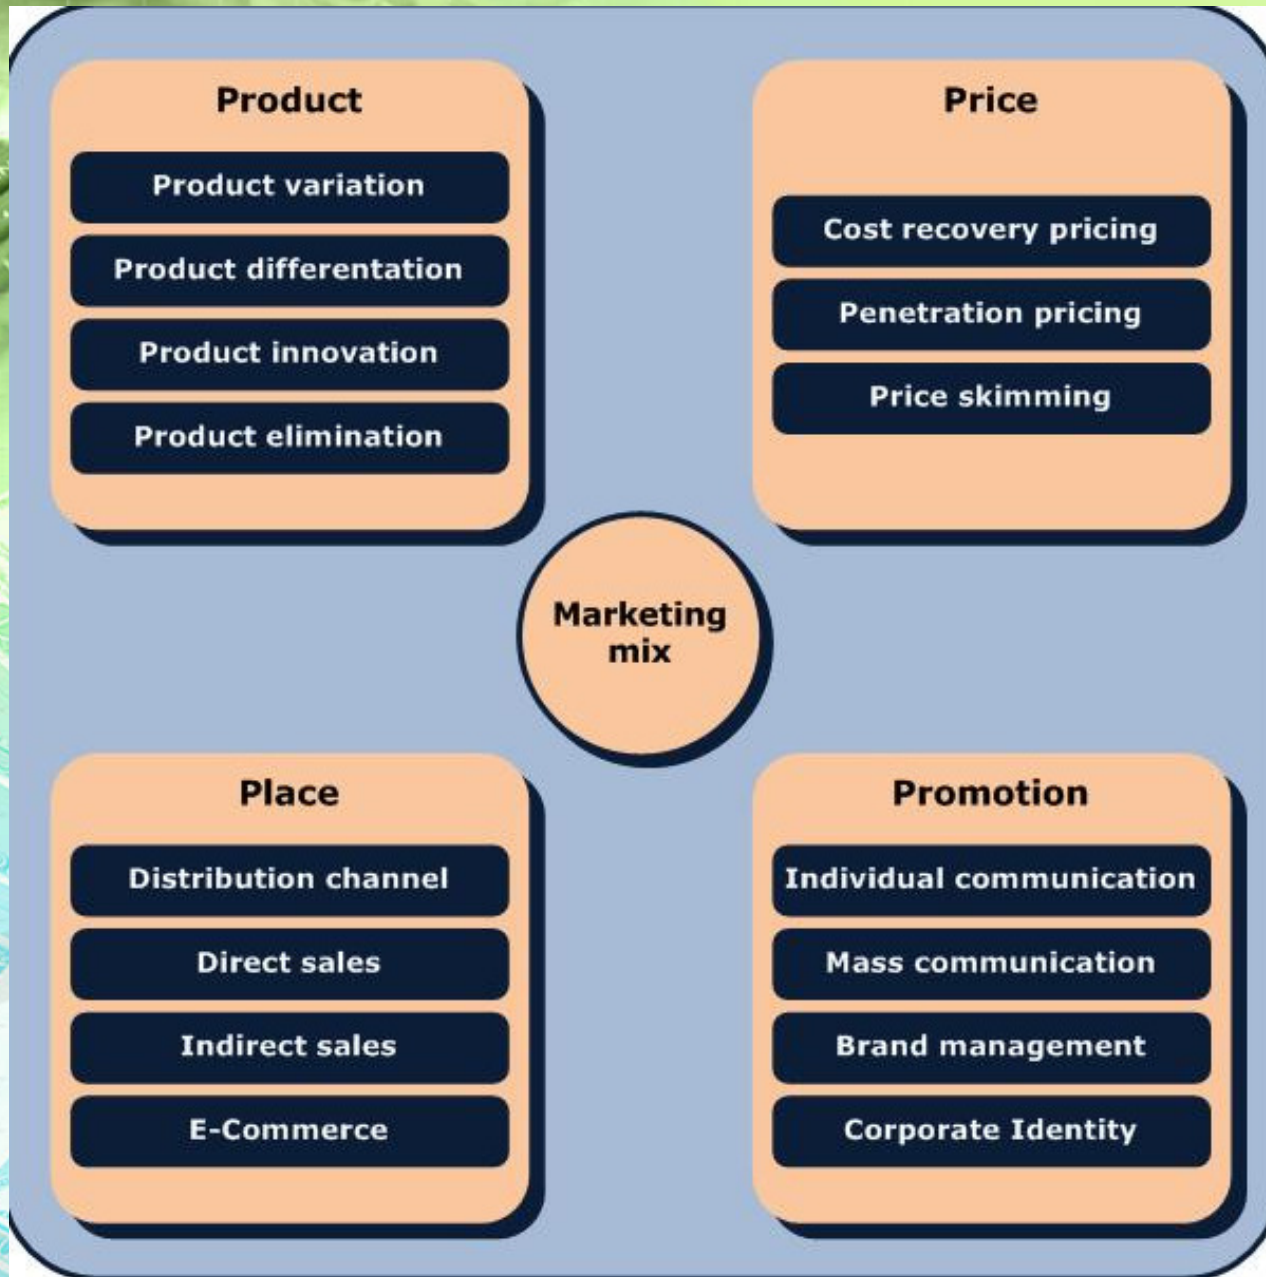 Product
Product variation
Product differentation
Product innovation
Product elimination
Price
Cost recovery pricing
Penetration pricing
Price skimming
Marketing
mix
Place
Distribution channel
Direct sales
Indirect sales
E-Commerce
Promotion
Individual communication
Mass communication
Brand management
Corporate Identity